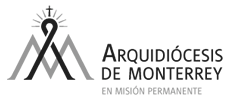 ARQUIDIÓCESIS
DE MONTERREY
EN MISIÓN PERMANENTE